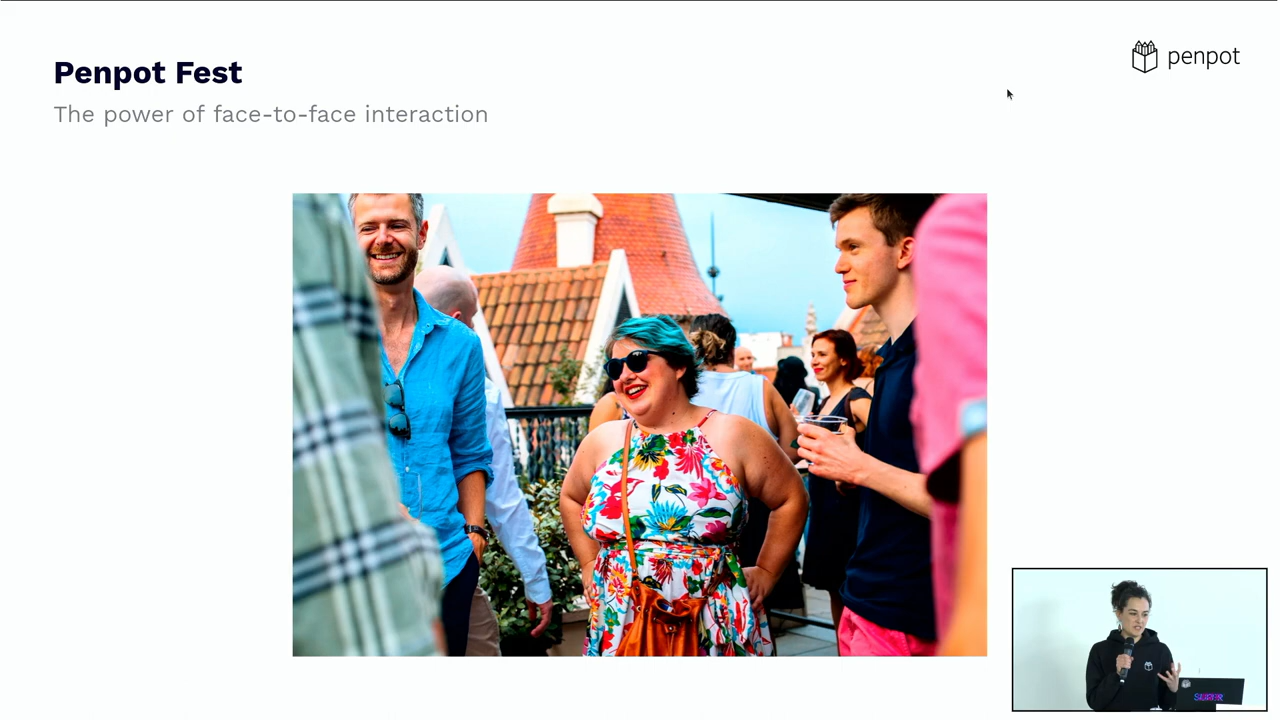 Penpot Fest
The power of face-to-face interaction
penpot